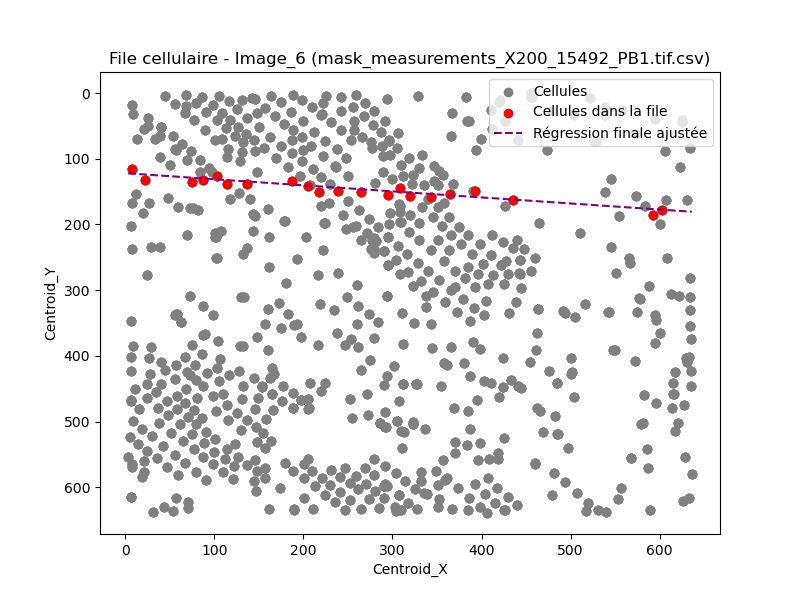 File cellulaire - Image_6 (mask_measurements_X200_15492_PB1.tif.csv)
Cellules
Cellules dans la file
Régression finale ajustée
0
100
200
300
400
500
600
Centroid_Y
0 100 200 300 400 500 600
Centroid_X